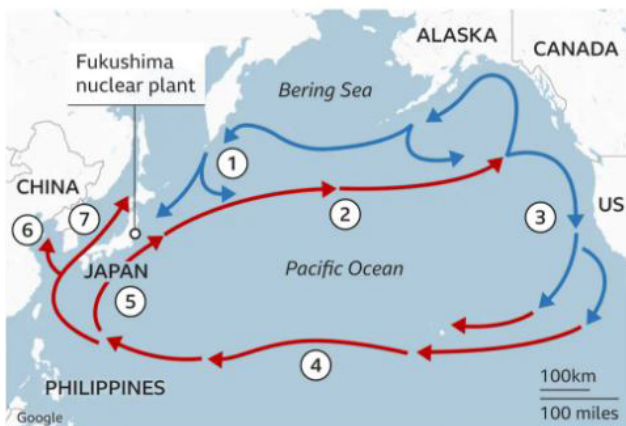 ALASKA
CANADA
Fukushima
nuclear plant
Bering Sea
1
CHINA
7
2
3
US
6
JAPAN
Pacific Ocean
5
4
PHILIPPINES
100km
100 miles
Google